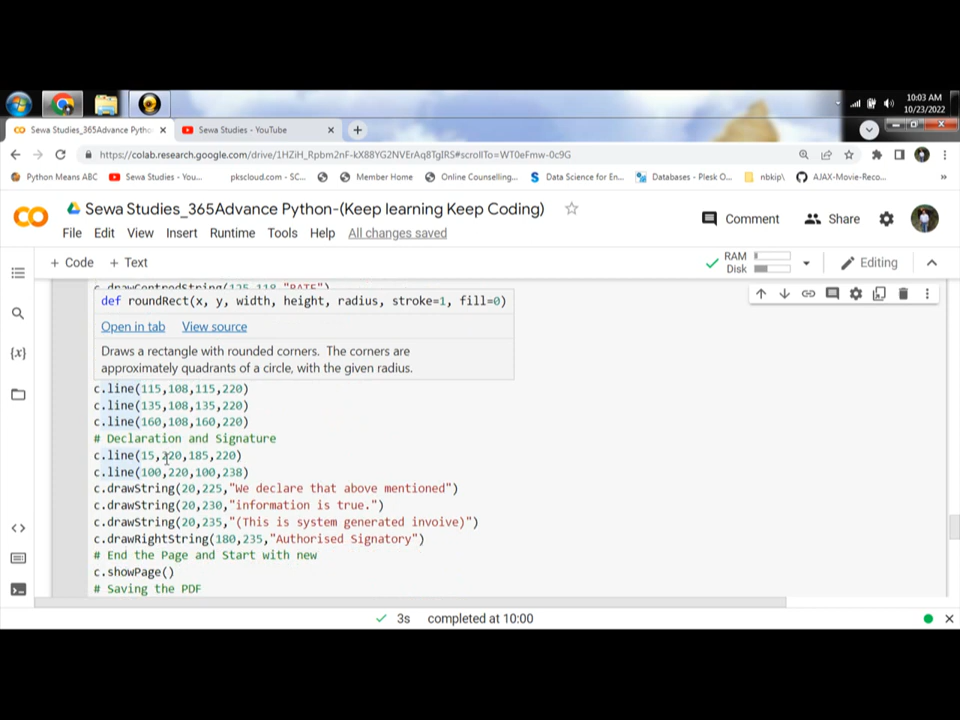 10:03 AM
10/23/2022
Sewa Studies_365Advance Pytho
Sewa Studies - YouTube
https://colab.research.google.com/drive/1HZiH_Rpbm2nF-kX88YG2NVErAq8TgIRS#scrollTo=WT0eFmw-0c9G
Python Means ABC
Sewa Studies - You...
pkscloud.com - SC...
Member Home
Online Counselling...
Data Science for En...
Databases - Plesk O...
nbkip\
AJAX-Movie-Reco...
Sewa Studies_365Advance Python-(Keep learning Keep Coding)
Comment
Share
File Edit View Insert Runtime Tools Help All changes saved
+ Code + Text
RAM
Disk
Editing
c.drawCentredString(125,118,"RATE")
def roundRect(x, y, width, height, radius, stroke=1, fill=0)
Open in tab View source
Draws a rectangle with rounded corners. The corners are
approximately quadrants of a circle, with the given radius.
c.line(115,108,115,220)
c.line(135,108,135,220)
c.line(160,108,160,220)
# Declaration and Signature
c.line(15,220,185,220)
c.line(100,220,100,238)
c.drawString(20,225,"We declare that above mentioned")
c.drawString(20,230,"information is true.")
c.drawString(20,235,"(This is system generated invoive)")
c.drawRightString(180,235,"Authorised Signatory")
# End the Page and Start with new
c.showPage()
# Saving the PDF
3s completed at 10:00